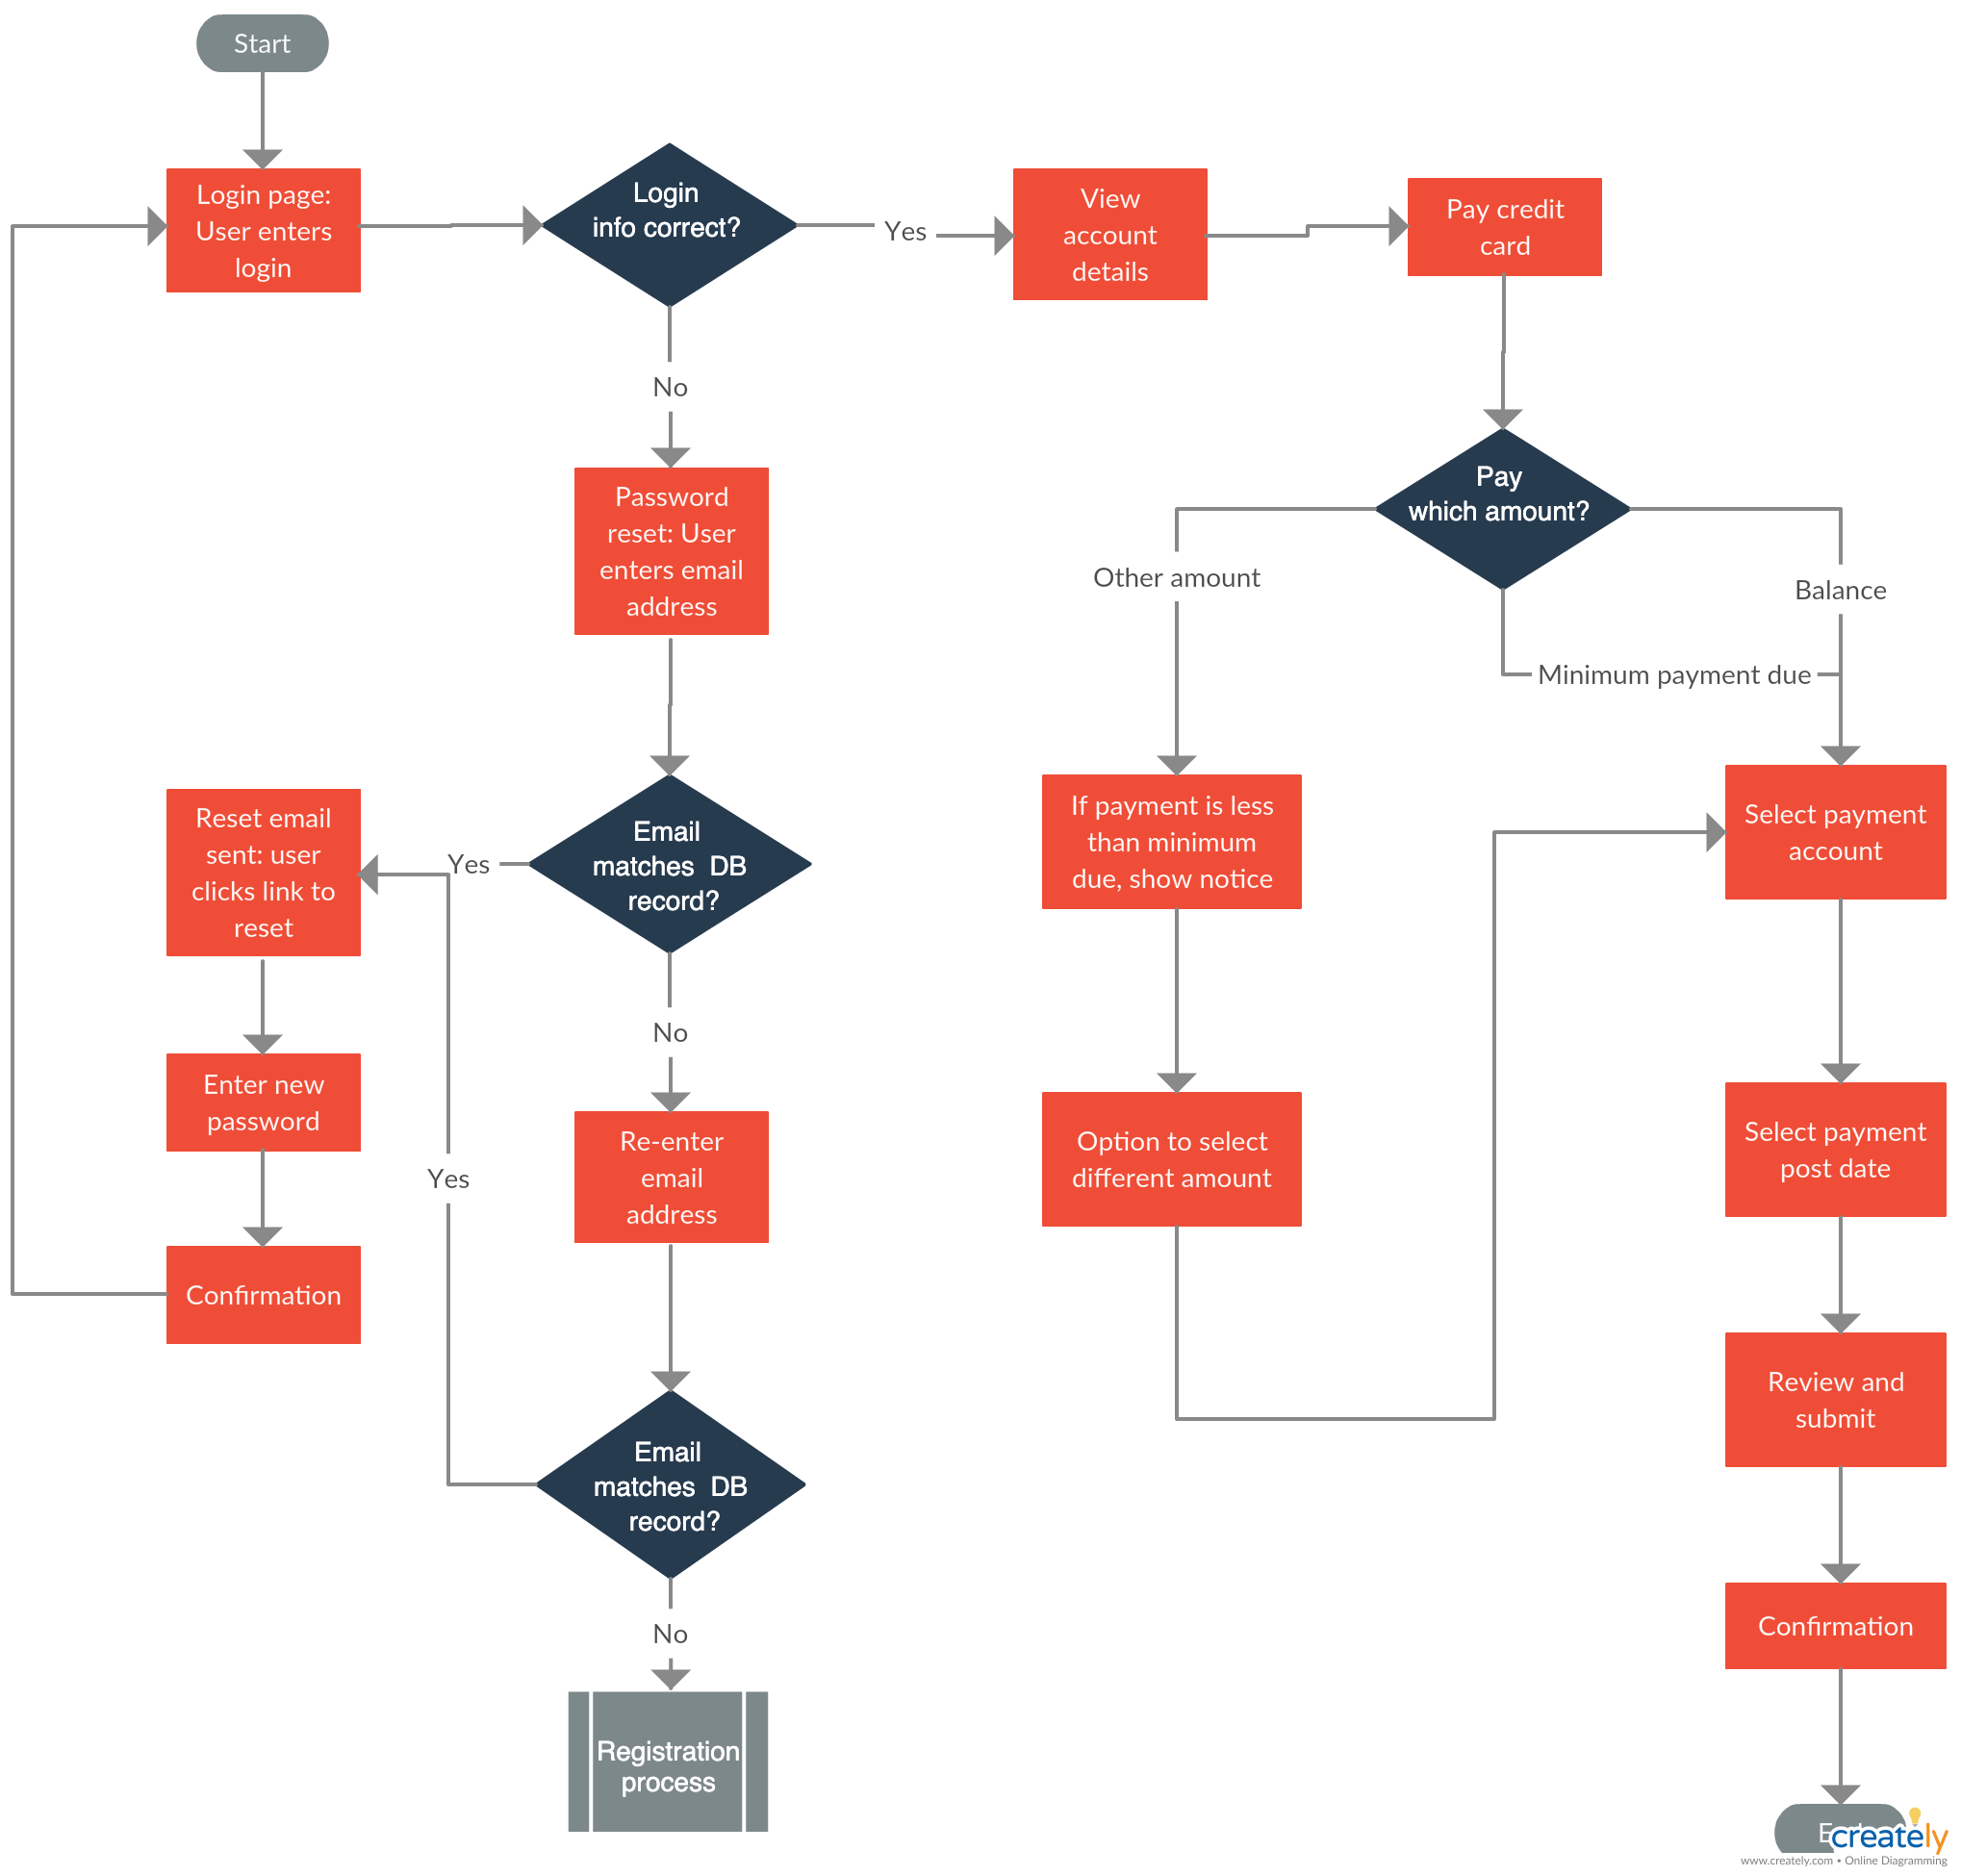 Start
Login page:
User enters
login
Login
info correct?
Yes
View
account
details
Pay credit
card
No
Password
reset: User
enters email
address
Pay
which amount?
Other amount
Balance
Minimum payment due
Email
matches DB
record?
Yes
Reset email
sent: user
clicks link to
reset
If payment is less
than minimum
due, show notice
Select payment
account
No
Enter new
password
Re-enter
email
address
Yes
Option to select
different amount
Select payment
post date
Confirmation
Email
matches DB
record?
Review and
submit
No
Confirmation
Registration
process
creately
www.creately.com • Online Diagramming